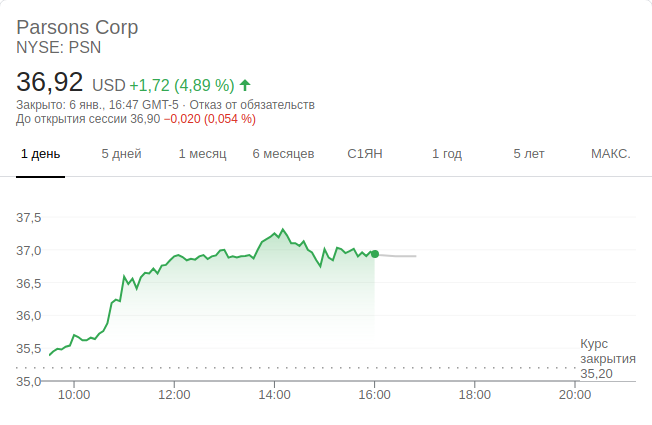 Parsons Corp
NYSE: PSN
36,92 USD +1,72 (4,89 %)
Закрыто: 6 янв., 16:47 GMT-5 · Отказ от обязательств
До открытия сессии 36,90 −0,020 (0,054 %)
1 день 5 дней 1 месяц 6 месяцев С1ЯН 1 год 5 лет МАКС.
37,5
37,0
36,5
36,0
35,5
35,0
Курс
закрытия
35,20
10:00 12:00 14:00 16:00 18:00 20:00